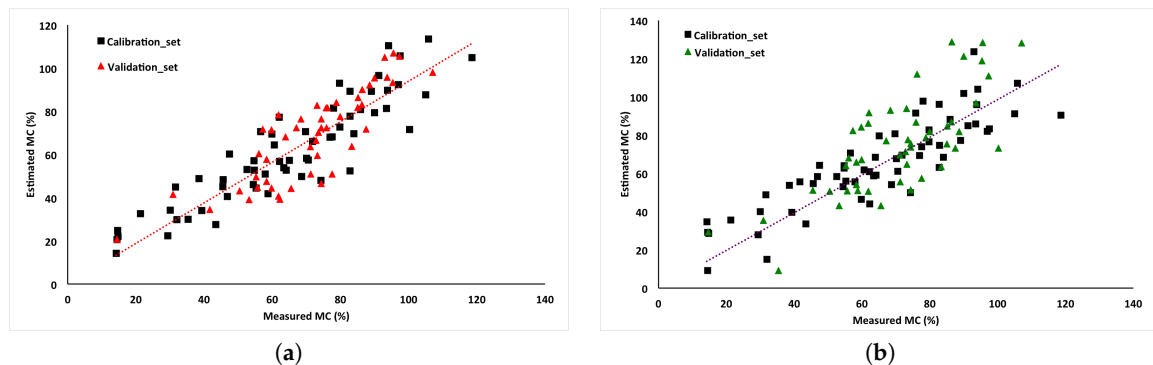 120
100
80
60
40
20
0
0 20 40 60 80 100 120 140
Estimated MC (%)
Measured MC (%)
Calibration_set
Validation_set
(a)
140
120
100
80
60
40
20
0
0 20 40 60 80 100 120 140
Estimated MC (%)
Measured MC (%)
Calibration_set
Validation_set
(b)